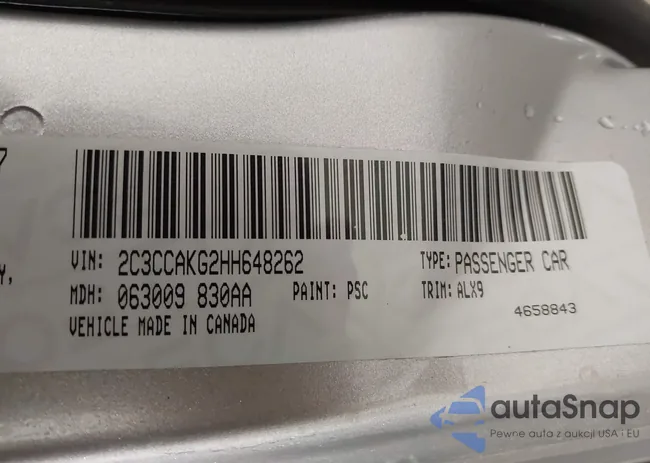 7
Y,
VIN: 2C3CCAKG2HH648262 TYPE: PASSENGER CAR
MDH: 063009 830AA PAINT: PSC TRIM: ALX9
VEHICLE MADE IN CANADA 4658843
autaSnap
Pewne auta z aukcji USA i EU